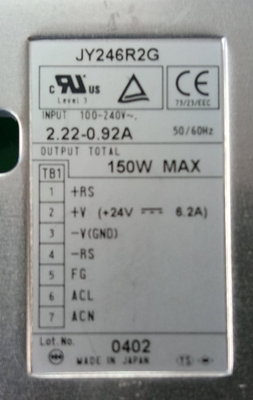 JY246R2G
C RU US
Level 3
CE
73/23/EEC
INPUT 100-240V~.
2.22-0.92A 50/60Hz
OUTPUT TOTAL
150W MAX
TB1
1 +RS
2 +V (+24V ⎓ 6.2A)
3 -V(GND)
4 -RS
5 FG
6 ACL
7 ACN
Lot.No. 0402
MADE IN JAPAN YS